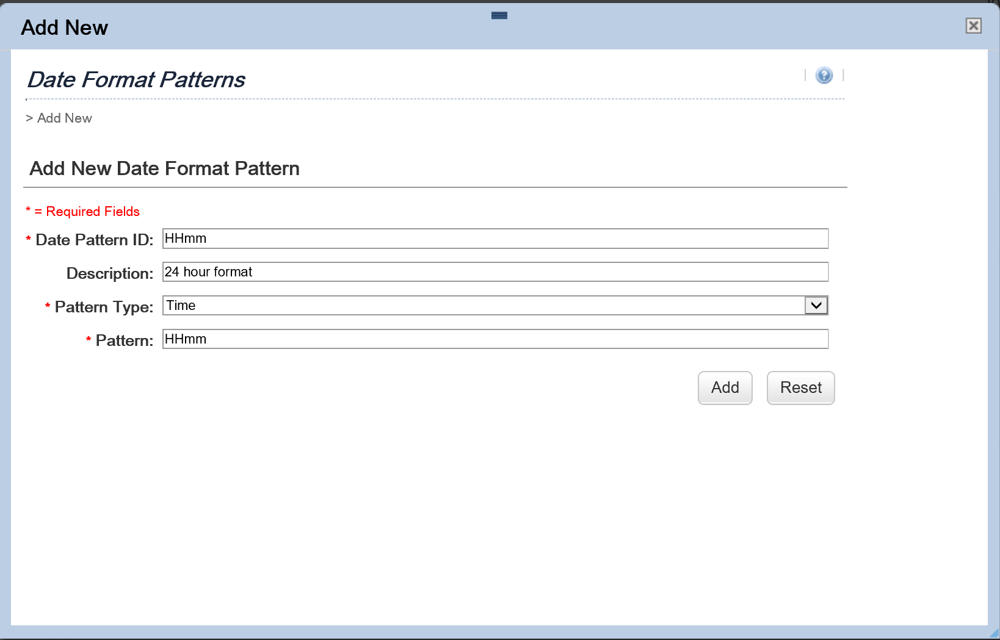 Add New
Date Format Patterns
> Add New
Add New Date Format Pattern
* = Required Fields
* Date Pattern ID: HHmm
Description: 24 hour format
* Pattern Type: Time
* Pattern: HHmm
Add Reset